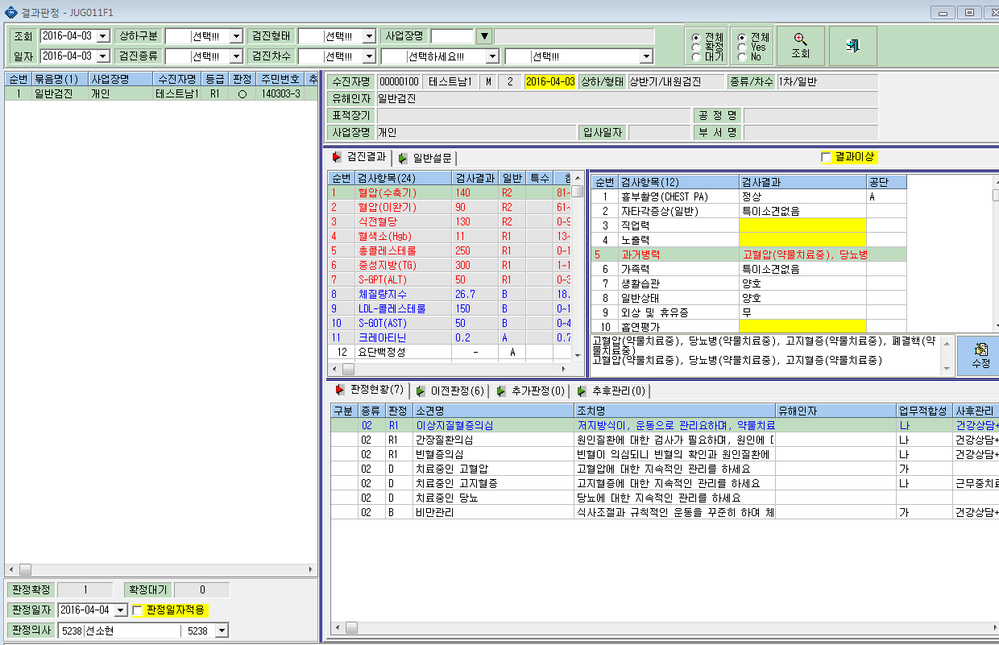 결과판정 - JUG011F1
조회 2016-04-03 상하구분 선택!!! 검진형태 선택!!! 사업장명
일자 2016-04-03 검진종류 선택!!! 검진차수 선택!!! 선택하세요!!! 선택!!!
전체 확정 대기
전체 Yes No
조회
순번 묶음명(1) 사업장명 수진자명 등급 판정 주민번호 추
1 일반검진 개인 테스트남1 R1 ○ 140303-3
수진자명 00000100 테스트남1 M 2 2016-04-03 상하/형태 상반기/내원검진 종류/차수 1차/일반
유해인자 일반검진
표적장기 공 정 명
사업장명 개인 입사일자 부 서 명
검진결과 일반설문 결과이상
순번 검사항목(24) 검사결과 일반 특수 참
1 혈압(수축기) 140 R2 81~
2 혈압(이완기) 90 R2 61~
3 식전혈당 130 R2 0~9
4 혈색소(Hgb) 11 R1 13~
5 총콜레스테롤 250 R1 0~1
6 중성지방(TG) 300 R1 1~1
7 S-GPT(ALT) 50 R1 0~3
8 체질량지수 26.7 B 18.
9 LDL-콜레스테롤 150 B 0~1
10 S-GOT(AST) 50 B 0~4
11 크레아티닌 0.2 A 0.7
12 요단백정성 - A
순번 검사항목(12) 검사결과 공단
1 흉부촬영(CHEST PA) 정상 A
2 자타각증상(일반) 특이소견없음
3 직업력
4 노출력
5 과거병력 고혈압(약물치료중), 당뇨병
6 가족력 특이소견없음
7 생활습관 양호
8 일반상태 양호
9 외상 및 휴유증 무
10 흡연평가
고혈압(약물치료중), 당뇨병(약물치료중), 고지혈증(약물치료중), 폐결핵(약
물치료중)
고혈압(약물치료중), 당뇨병(약물치료중), 고지혈증(약물치료중)
수정
판정현황(7) 이전판정(6) 추가판정(0) 추후관리(0)
구분 종류 판정 소견명 조치명 유해인자 업무적합성 사후관리
02 R1 이상지질혈증의심 저지방식이, 운동으로 관리요하며, 약물치료 나 건강상담+
02 R1 간장질환의심 원인질환에 대한 검사가 필요하며, 원인에 나 건강상담+
02 R1 빈혈증의심 빈혈이 의심되니 빈혈의 확인과 원인질환에 나 건강상담+
02 D 치료중인 고혈압 고혈압에 대한 지속적인 관리를 하세요 가
02 D 치료중인 고지혈증 고지혈증에 대한 지속적인 관리를 하세요 나 근무중치료
02 D 치료중인 당뇨 당뇨에 대한 지속적인 관리를 하세요
02 B 비만관리 식사조절과 규칙적인 운동을 꾸준히 하며 체 가 건강상담+
판정확정 1 확정대기 0
판정일자 2016-04-04 판정일자적용
판정의사 5238 선소현 5238